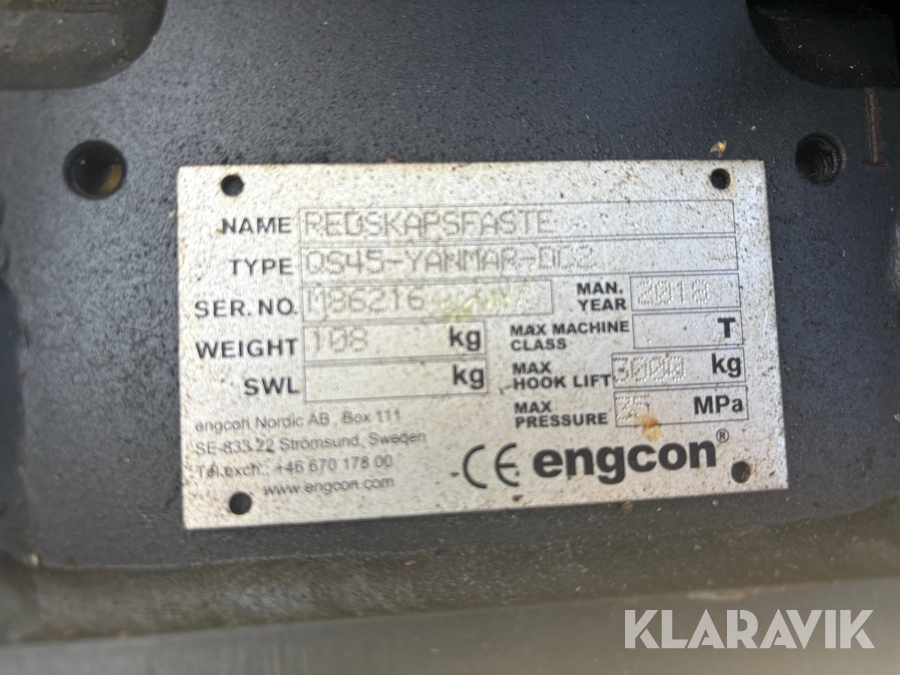 NAME REDSKAPSFÄSTE
TYPE QS45-YANMAR-DC2
SER. NO. M86216 MAN. YEAR 2018
WEIGHT 108 kg MAX MACHINE CLASS T
SWL kg MAX HOOK LIFT 3000 kg
MAX PRESSURE 35 MPa
engcon Nordic AB, Box 111
SE-833 22 Strömsund, Sweden
Tel.exch.: +46 670 178 00
www.engcon.com
CE engcon®
KLARAVIK